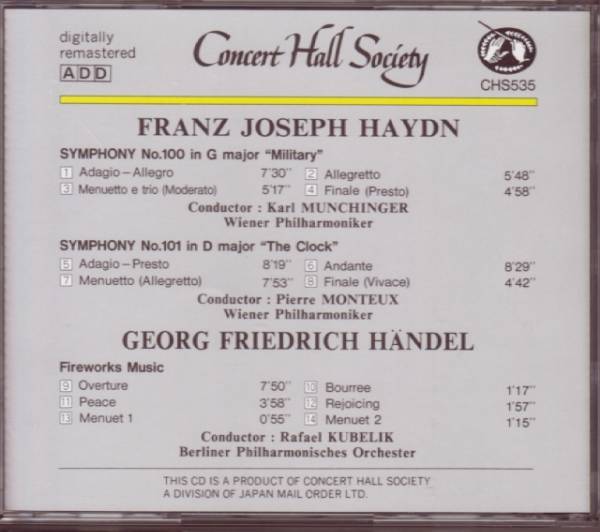 digitally
remastered
ADD
Concert Hall Society
CHS535
FRANZ JOSEPH HAYDN
SYMPHONY No.100 in G major "Military"
1 Adagio – Allegro 7'30" 2 Allegretto 5'48"
3 Menuetto e trio (Moderato) 5'17" 4 Finale (Presto) 4'58"
Conductor : Karl MUNCHINGER
Wiener Philharmoniker
SYMPHONY No.101 in D major "The Clock"
5 Adagio – Presto 8'19" 6 Andante 8'29"
7 Menuetto (Allegretto) 7'53" 8 Finale (Vivace) 4'42"
Conductor : Pierre MONTEUX
Wiener Philharmoniker
GEORG FRIEDRICH HÄNDEL
Fireworks Music
9 Overture 7'50" 10 Bourree 1'17"
11 Peace 3'58" 12 Rejoicing 1'57"
13 Menuet 1 0'55" 14 Menuet 2 1'15"
Conductor : Rafael KUBELIK
Berliner Philharmonisches Orchester
THIS CD IS A PRODUCT OF CONCERT HALL SOCIETY
A DIVISION OF JAPAN MAIL ORDER LTD.